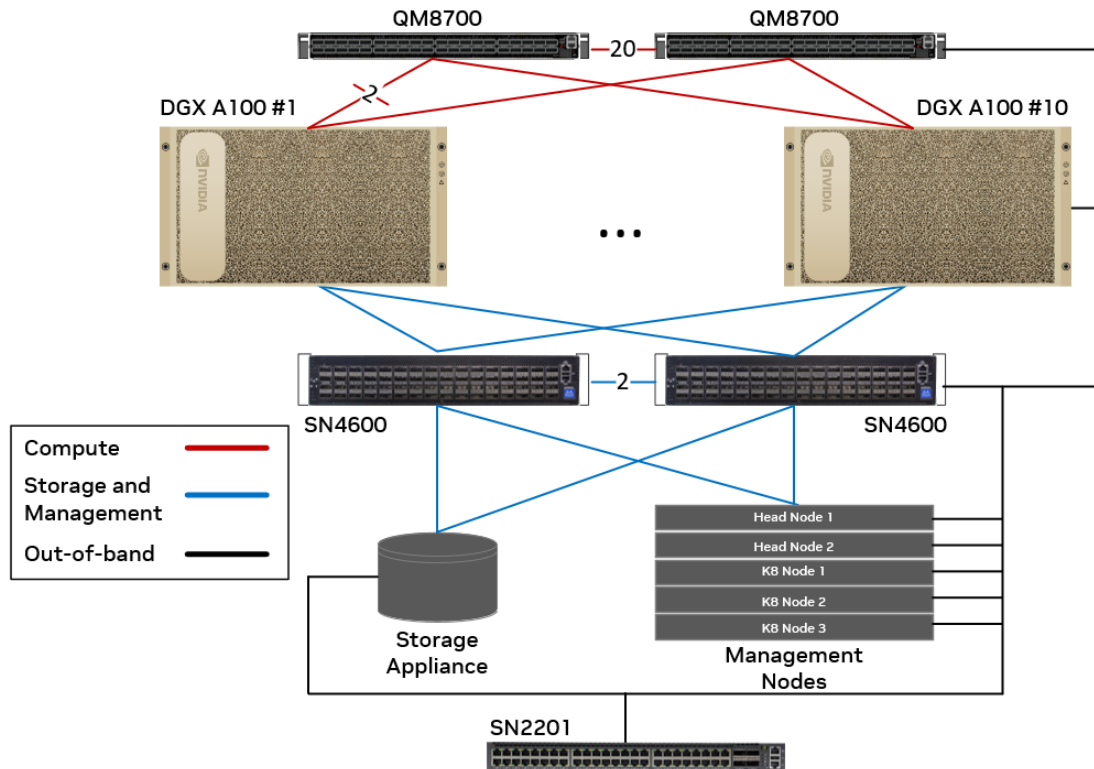 QM8700
QM8700
20
2
DGX A100 #1
DGX A100 #10
NVIDIA
NVIDIA
...
2
SN4600
SN4600
Compute
Storage and
Management
Out-of-band
Head Node 1
Head Node 2
K8 Node 1
K8 Node 2
K8 Node 3
Storage
Appliance
Management
Nodes
SN2201